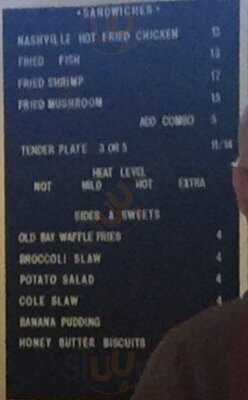 • SANDWICHES •
NASHVILLE HOT FRIED CHICKEN 13
FRIED FISH 13
FRIED SHRIMP 17
FRIED MUSHROOM 15
ADD COMBO 5
TENDER PLATE 3 OR 5 11/14
HEAT LEVEL
NOT MILD HOT EXTRA
SIDES & SWEETS
OLD BAY WAFFLE FRIES 4
BROCCOLI SLAW 4
POTATO SALAD 4
COLE SLAW 4
BANANA PUDDING
HONEY BUTTER BISCUITS